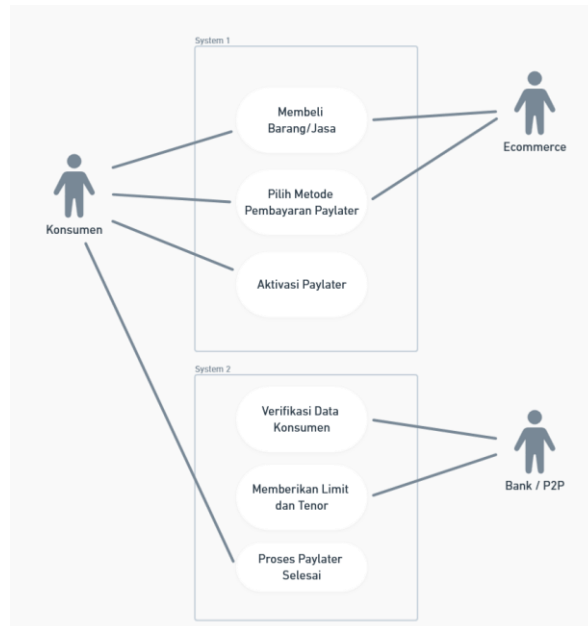 System 1
Membeli
Barang/Jasa
Ecommerce
Pilih Metode
Pembayaran Paylater
Konsumen
Aktivasi Paylater
System 2
Verifikasi Data
Konsumen
Memberikan Limit
dan Tenor
Bank / P2P
Proses Paylater
Selesai